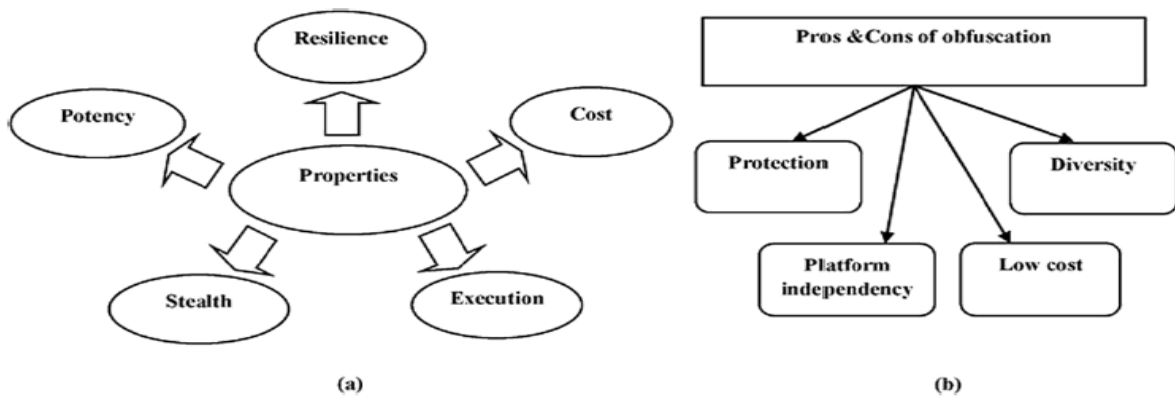 Resilience
Potency
Cost
Properties
Stealth
Execution
(a)
Pros &Cons of obfuscation
Protection
Diversity
Platform
independency
Low cost
(b)